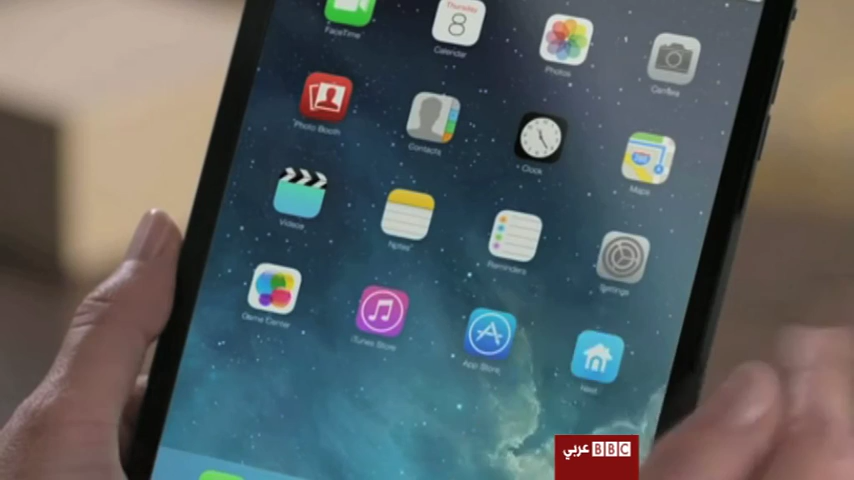 FaceTime
Thursday
8
Calendar
Photos
Camera
Photo Booth
Contacts
Clock
280
Maps
Videos
Notes
Reminders
Settings
Game Center
iTunes Store
App Store
Nest
عربي BBC